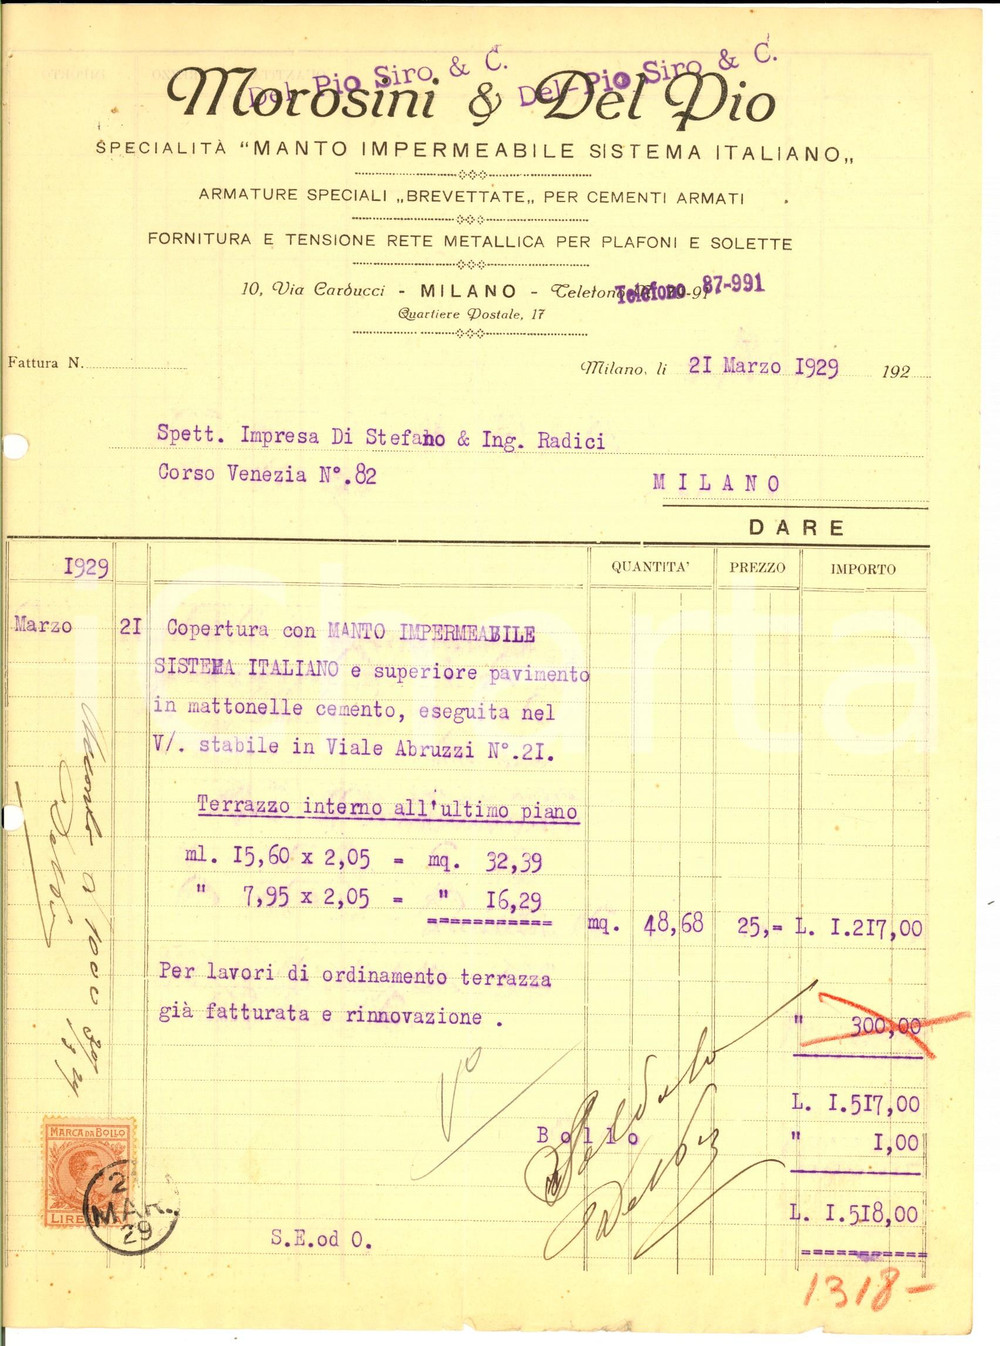 Del Pio Siro & C. Del-Pio Siro & C.
Morosini & Del Pio
SPECIALITÀ "MANTO IMPERMEABILE SISTEMA ITALIANO„
ARMATURE SPECIALI „BREVETTATE„ PER CEMENTI ARMATI
FORNITURA E TENSIONE RETE METALLICA PER PLAFONI E SOLETTE
10, Via Carducci - MILANO - Telefono
Telefono 87-991
Quartiere Postale, 17
Fattura N.
Milano, li 21 Marzo 1929 192
Spett. Impresa Di Stefano & Ing. Radici
Corso Venezia N°.82
MILANO
DARE
QUANTITA' PREZZO IMPORTO
1929
Marzo 21 Copertura con MANTO IMPERMEABILE
SISTEMA ITALIANO e superiore pavimento
in mattonelle cemento, eseguita nel
V/. stabile in Viale Abruzzi N°.21.
Terrazzo interno all'ultimo piano
ml. 15,60 x 2,05 = mq. 32,39
" 7,95 x 2,05 = " 16,29
mq. 48,68 25,= L. 1.217,00
Per lavori di ordinamento terrazza
già fatturata e rinnovazione .
" 300,00
L. 1.517,00
Bollo " 1,00
L. 1.518,00
S.E.od O.
1318-
MARCA DA BOLLO
LIRE
MAR.
29